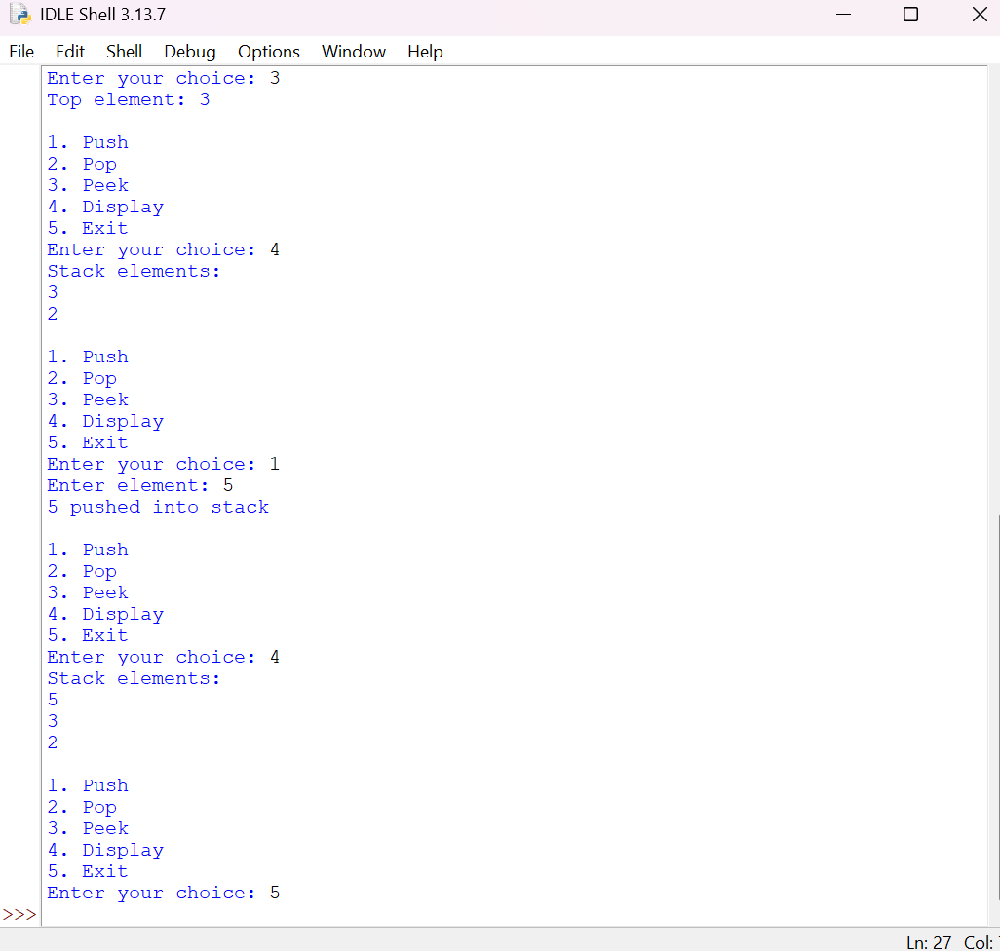 IDLE Shell 3.13.7
File Edit Shell Debug Options Window Help
Enter your choice: 3
Top element: 3
1. Push
2. Pop
3. Peek
4. Display
5. Exit
Enter your choice: 4
Stack elements:
3
2
1. Push
2. Pop
3. Peek
4. Display
5. Exit
Enter your choice: 1
Enter element: 5
5 pushed into stack
1. Push
2. Pop
3. Peek
4. Display
5. Exit
Enter your choice: 4
Stack elements:
5
3
2
1. Push
2. Pop
3. Peek
4. Display
5. Exit
Enter your choice: 5
>>>
Ln: 27 Col: